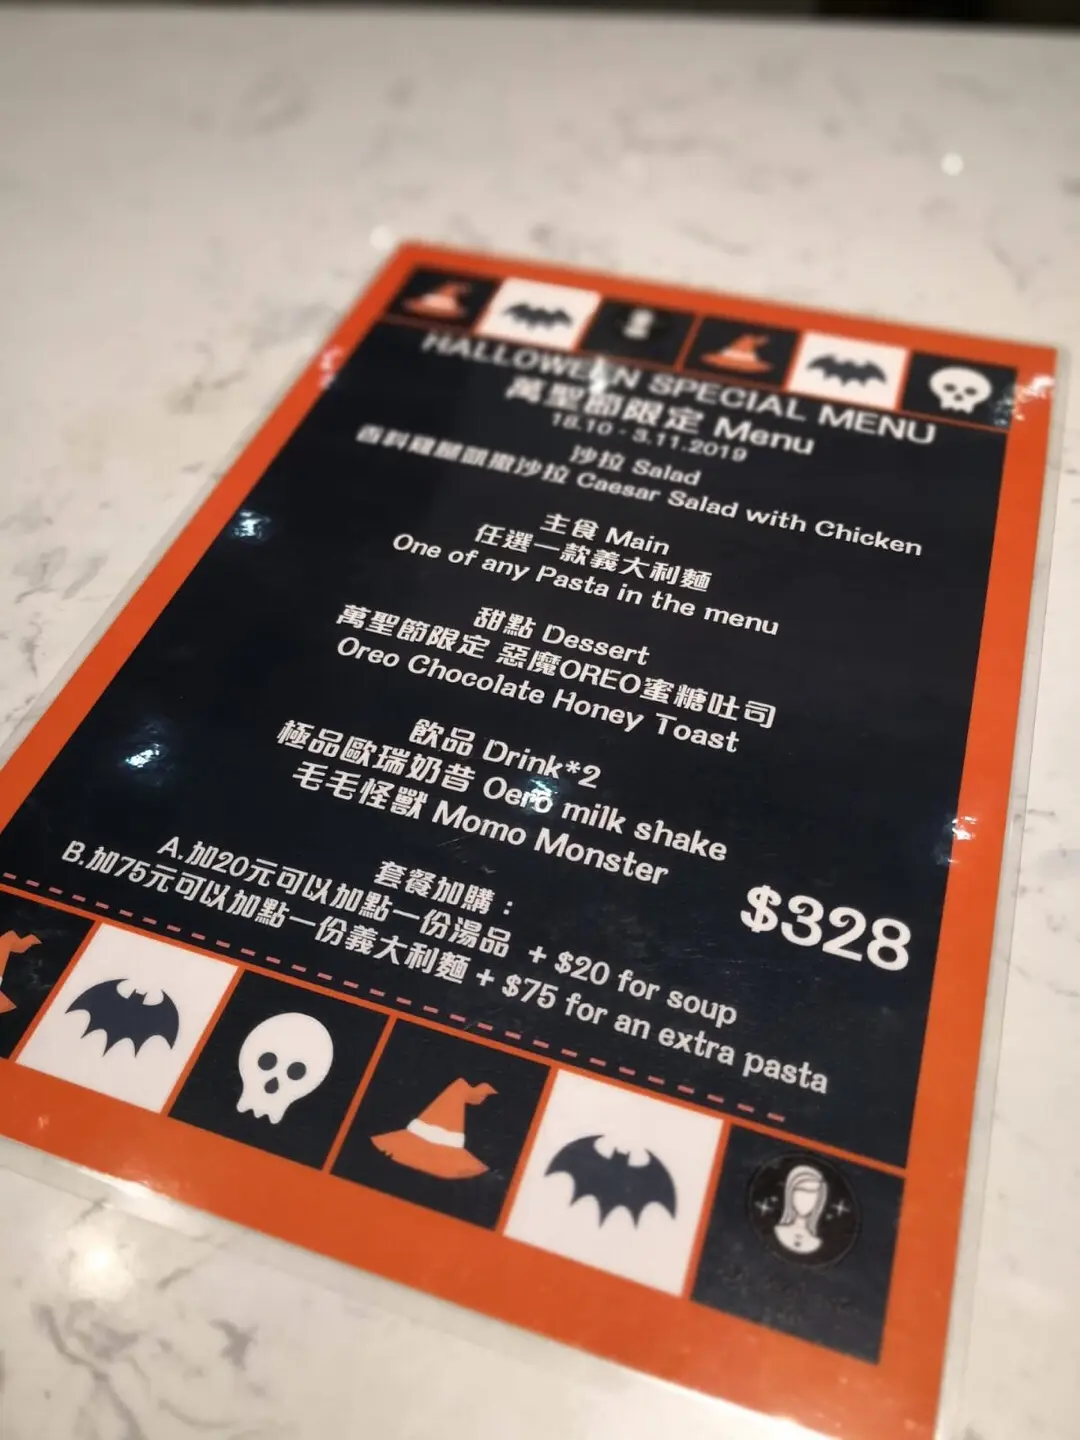 HALLOWEEN SPECIAL MENU
萬聖節限定 Menu
18.10 - 3.11.2019
沙拉 Salad
香料雞腿凱撒沙拉 Caesar Salad with Chicken
主食 Main
任選一款義大利麵
One of any Pasta in the menu
甜點 Dessert
萬聖節限定 惡魔OREO蜜糖吐司
Oreo Chocolate Honey Toast
飲品 Drink*2
極品歐瑞奶昔 Oero milk shake
毛毛怪獸 Momo Monster
$328
套餐加購：
A.加20元可以加點一份湯品 + $20 for soup
B.加75元可以加點一份義大利麵 + $75 for an extra pasta